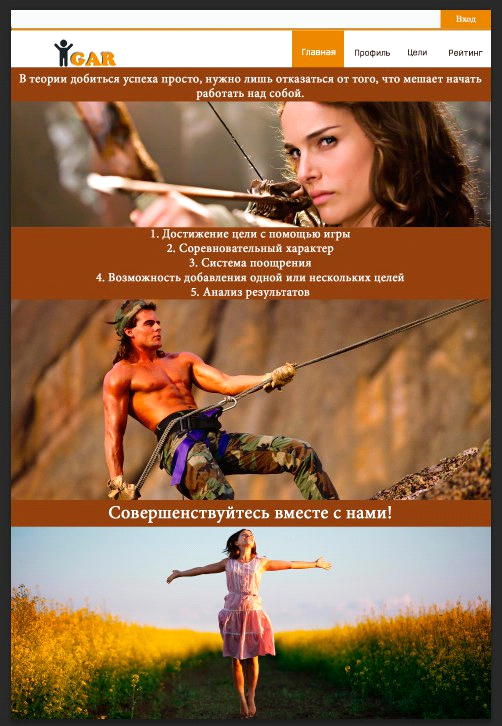 Вход
GAR
Главная Профиль Цели Рейтинг
В теории добиться успеха просто, нужно лишь отказаться от того, что мешает начать
работать над собой.
1. Достижение цели с помощью игры
2. Соревновательный характер
3. Система поощрения
4. Возможность добавления одной или нескольких целей
5. Анализ результатов
Совершенствуйтесь вместе с нами!